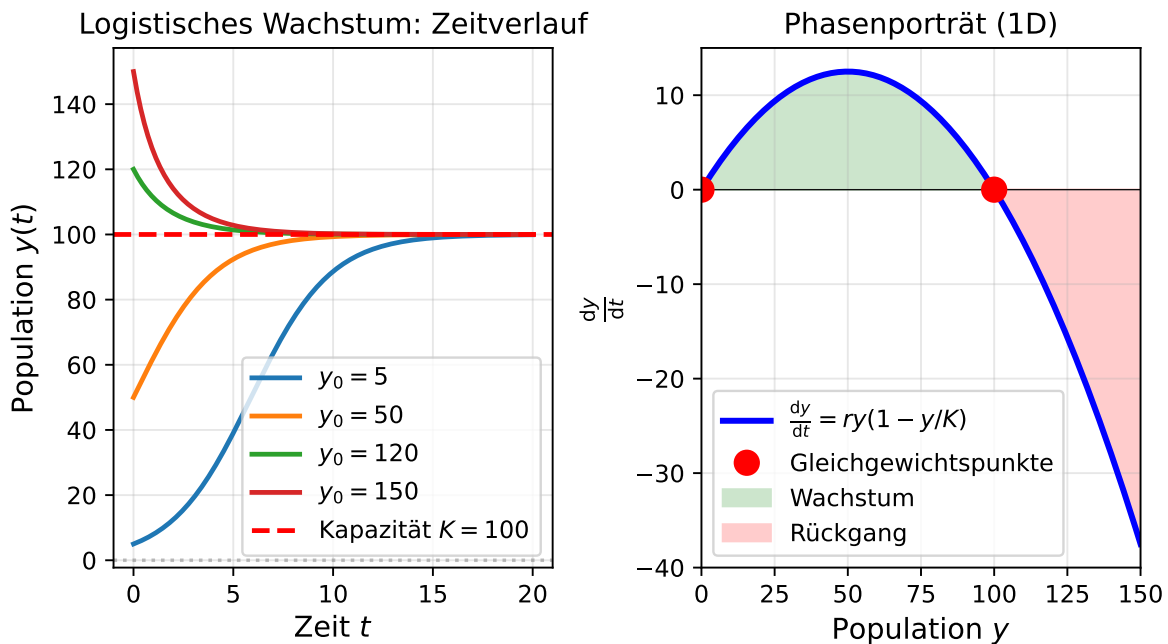 Logistisches Wachstum: Zeitverlauf
Population y(t)
140
120
100
80
60
40
20
0
0 5 10 15 20
Zeit t
y₀ = 5
y₀ = 50
y₀ = 120
y₀ = 150
Kapazität K = 100
Phasenporträt (1D)
dy/dt
10
0
−10
−20
−30
−40
0 25 50 75 100 125 150
Population y
dy/dt = ry(1 − y/K)
Gleichgewichtspunkte
Wachstum
Rückgang